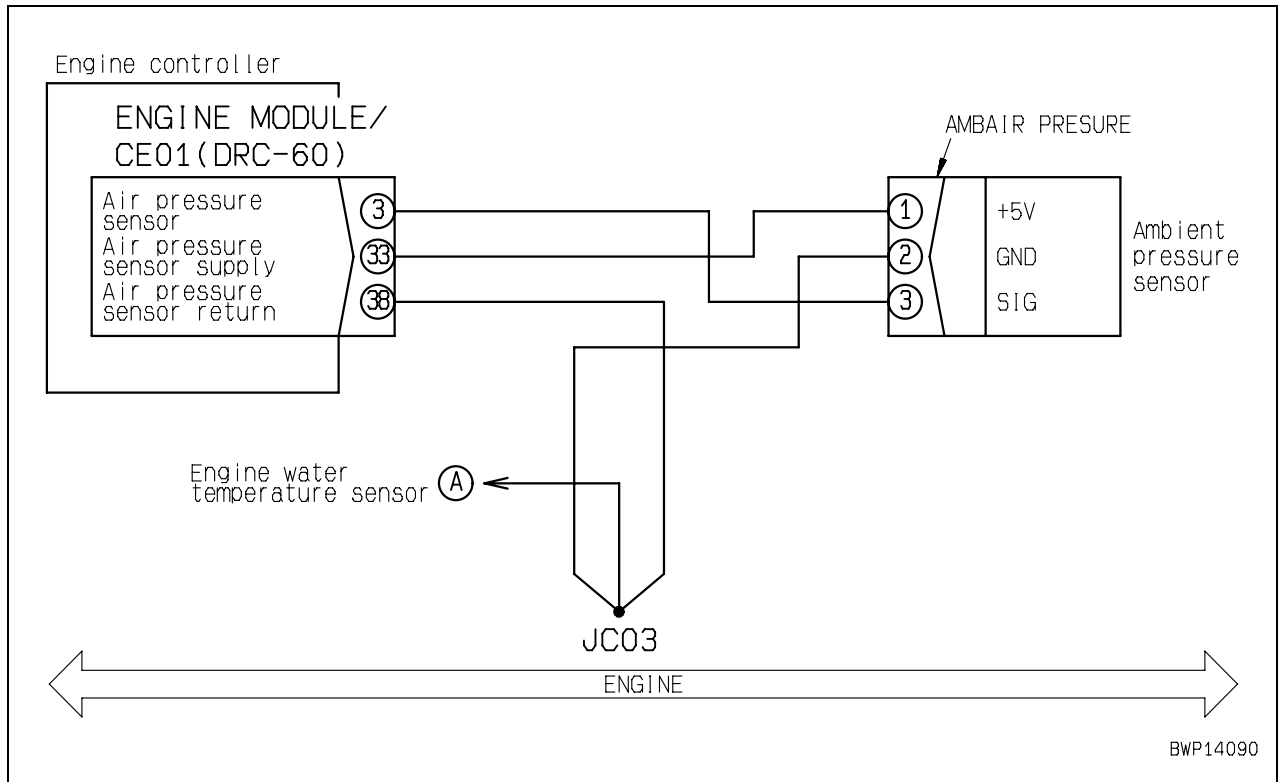 Engine controller
ENGINE MODULE/
CE01(DRC-60)
Air pressure
sensor
3
Air pressure
sensor supply
33
Air pressure
sensor return
38
AMBAIR PRESURE
1
+5V
2
GND
3
SIG
Ambient
pressure
sensor
Engine water
temperature sensor
A
JC03
ENGINE
BWP14090